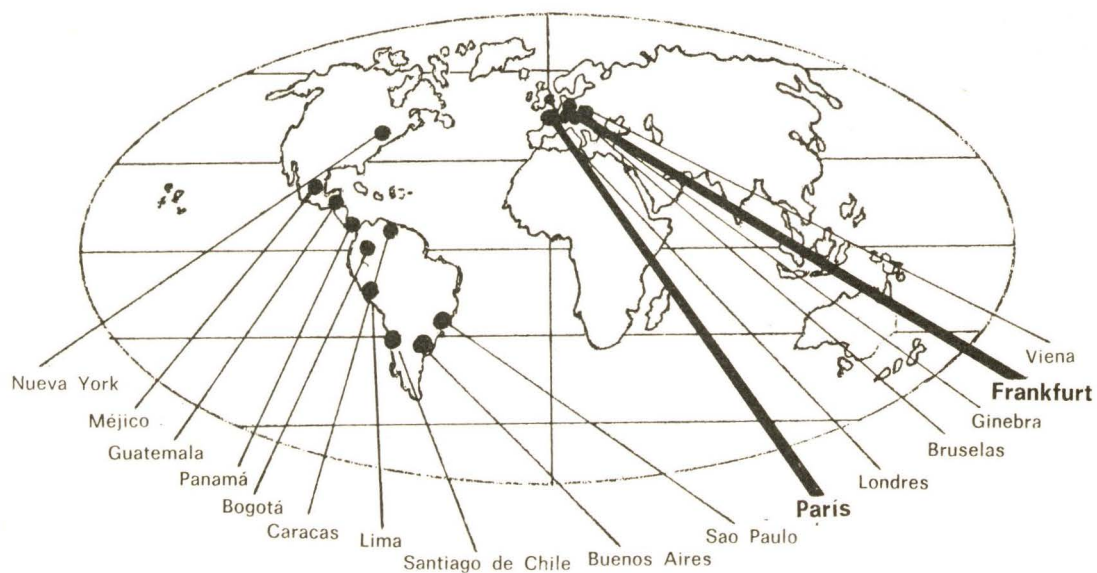 Nueva York
Méjico
Guatemala
Panamá
Bogotá
Caracas
Lima
Santiago de Chile
Buenos Aires
Sao Paulo
París
Londres
Bruselas
Ginebra
Frankfurt
Viena